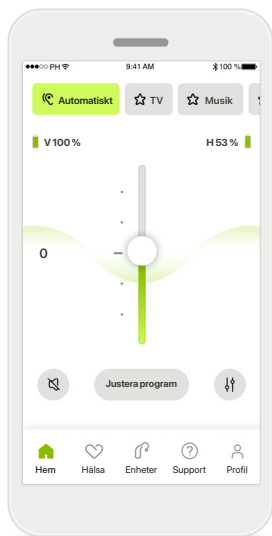 ●●●○○ PH 9:41 AM 100 %
Automatiskt TV Musik
V 100 % H 53 %
0
Justera program
Hem Hälsa Enheter Support Profil